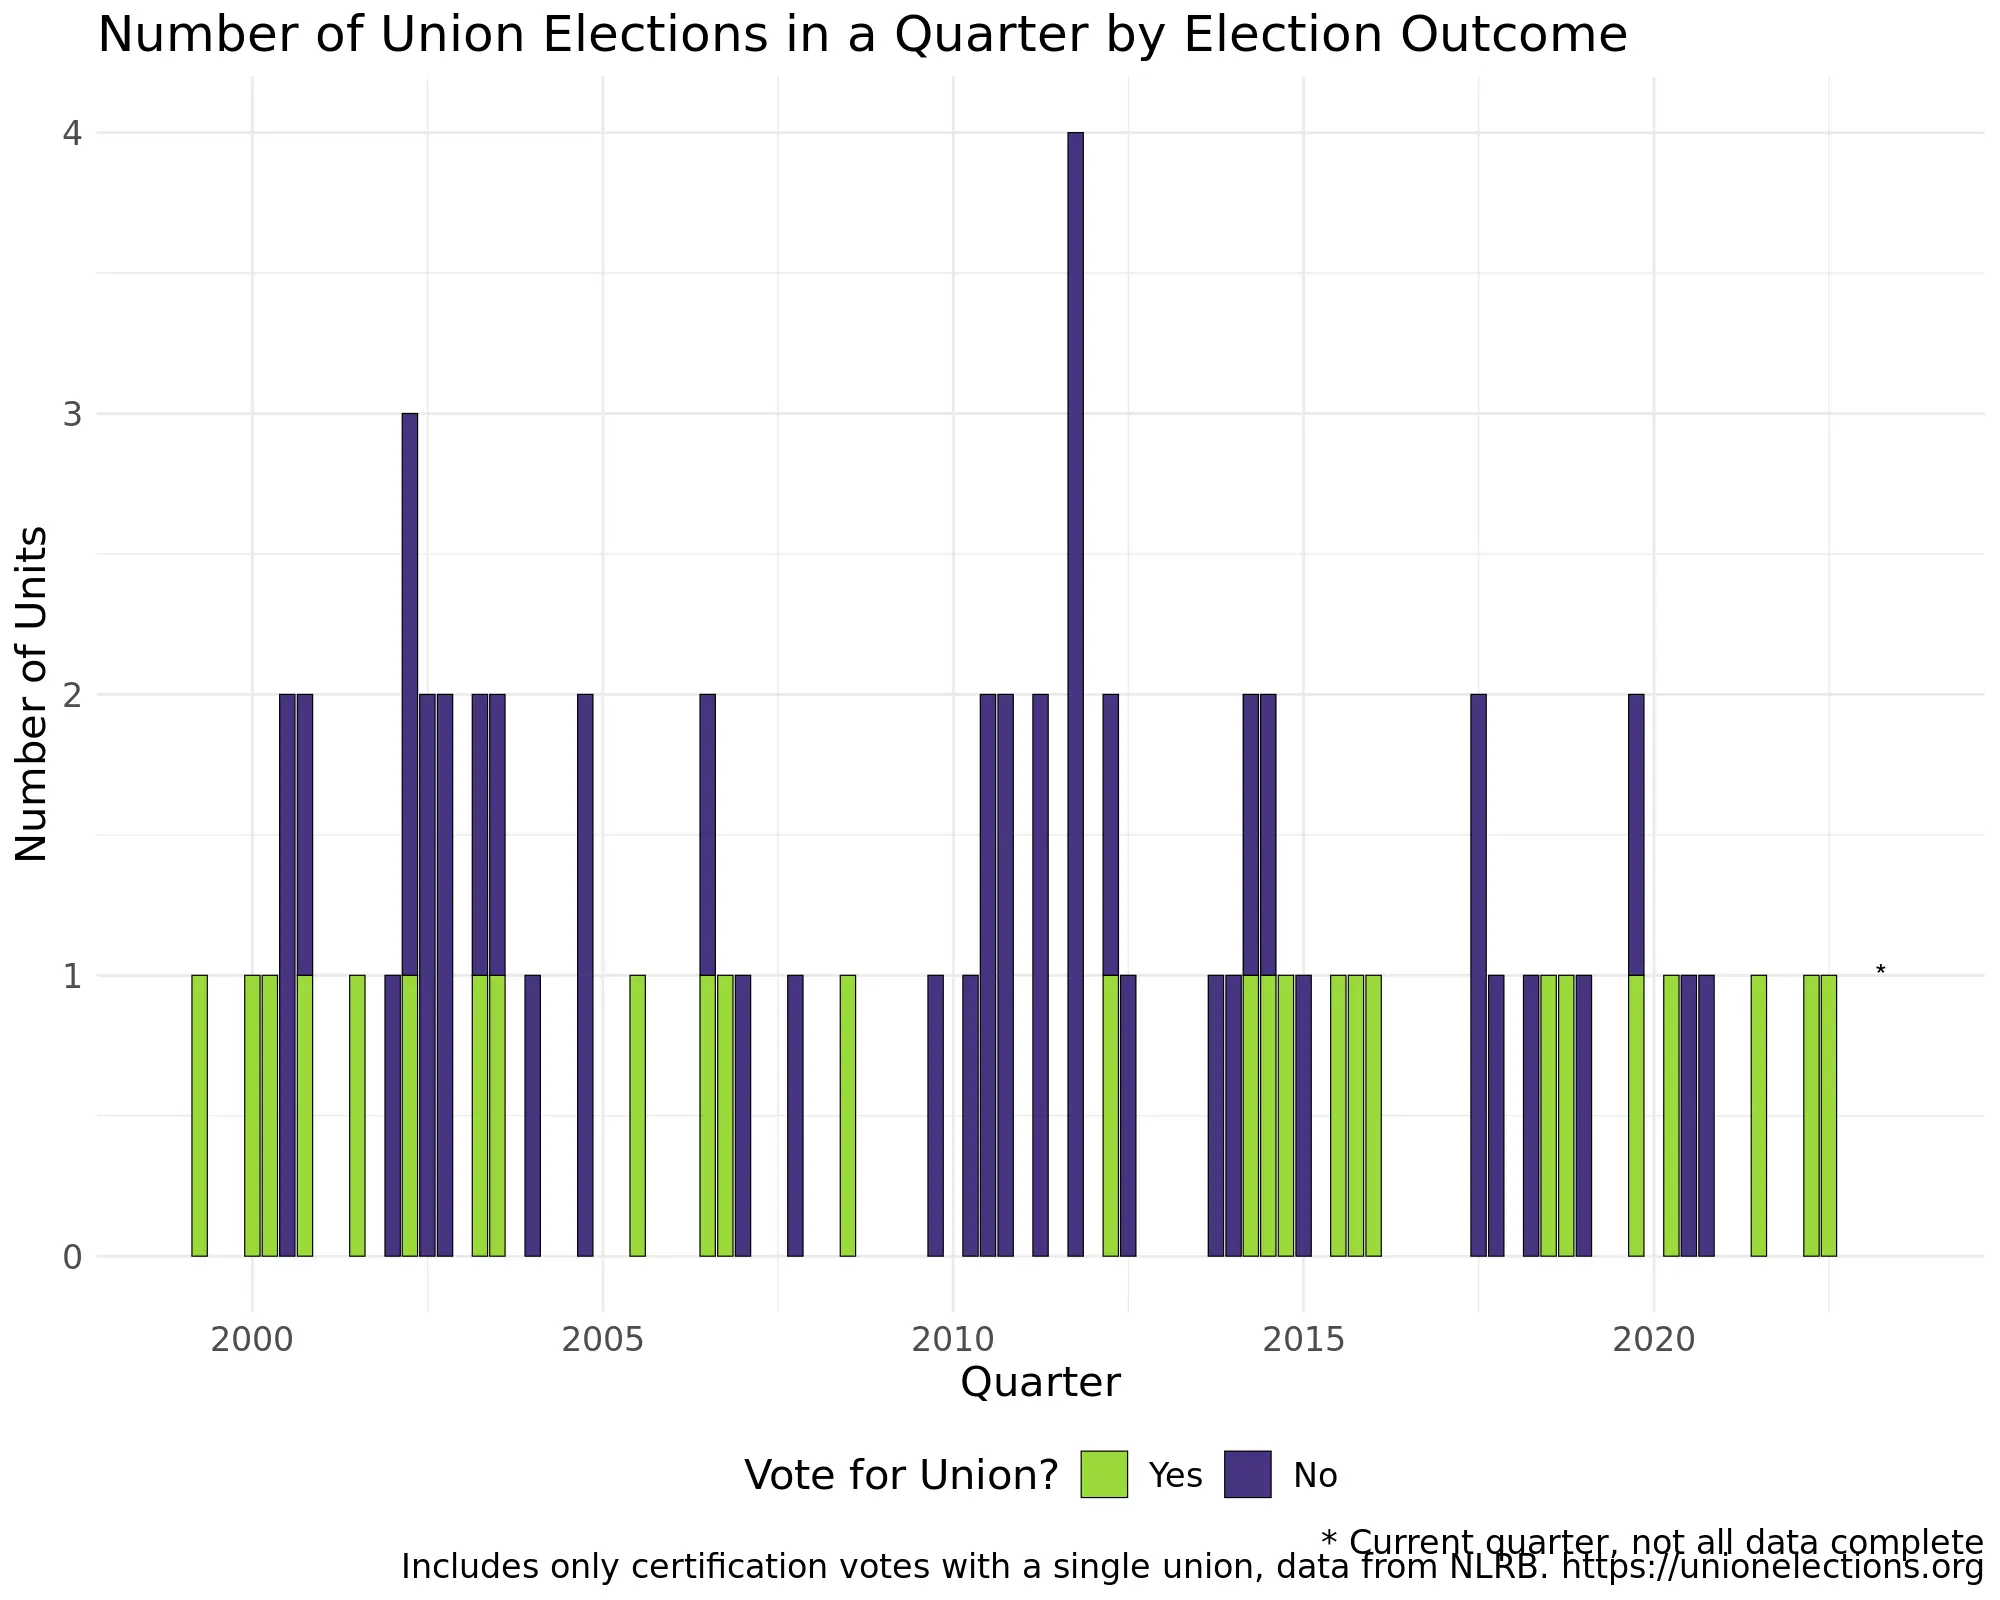 Number of Union Elections in a Quarter by Election Outcome
Number of Units
4
3
2
1
0
*
2000 2005 2010 2015 2020
Quarter
Vote for Union? Yes No
* Current quarter, not all data complete
Includes only certification votes with a single union, data from NLRB. https://unionelections.org